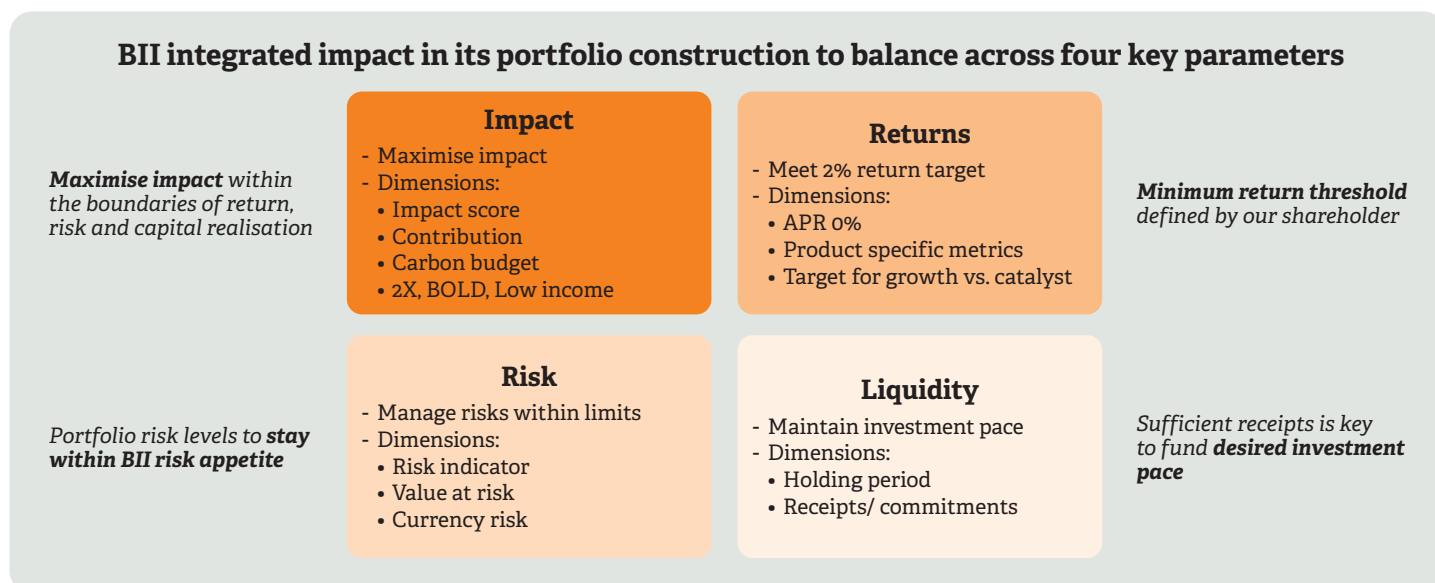 BII integrated impact in its portfolio construction to balance across four key parameters
Maximise impact within
the boundaries of return,
risk and capital realisation
Impact
- Maximise impact
- Dimensions:
• Impact score
• Contribution
• Carbon budget
• 2X, BOLD, Low income
Returns
- Meet 2% return target
- Dimensions:
• APR 0%
• Product specific metrics
• Target for growth vs. catalyst
Minimum return threshold
defined by our shareholder
Portfolio risk levels to stay
within BII risk appetite
Risk
- Manage risks within limits
- Dimensions:
• Risk indicator
• Value at risk
• Currency risk
Liquidity
- Maintain investment pace
- Dimensions:
• Holding period
• Receipts/ commitments
Sufficient receipts is key
to fund desired investment
pace